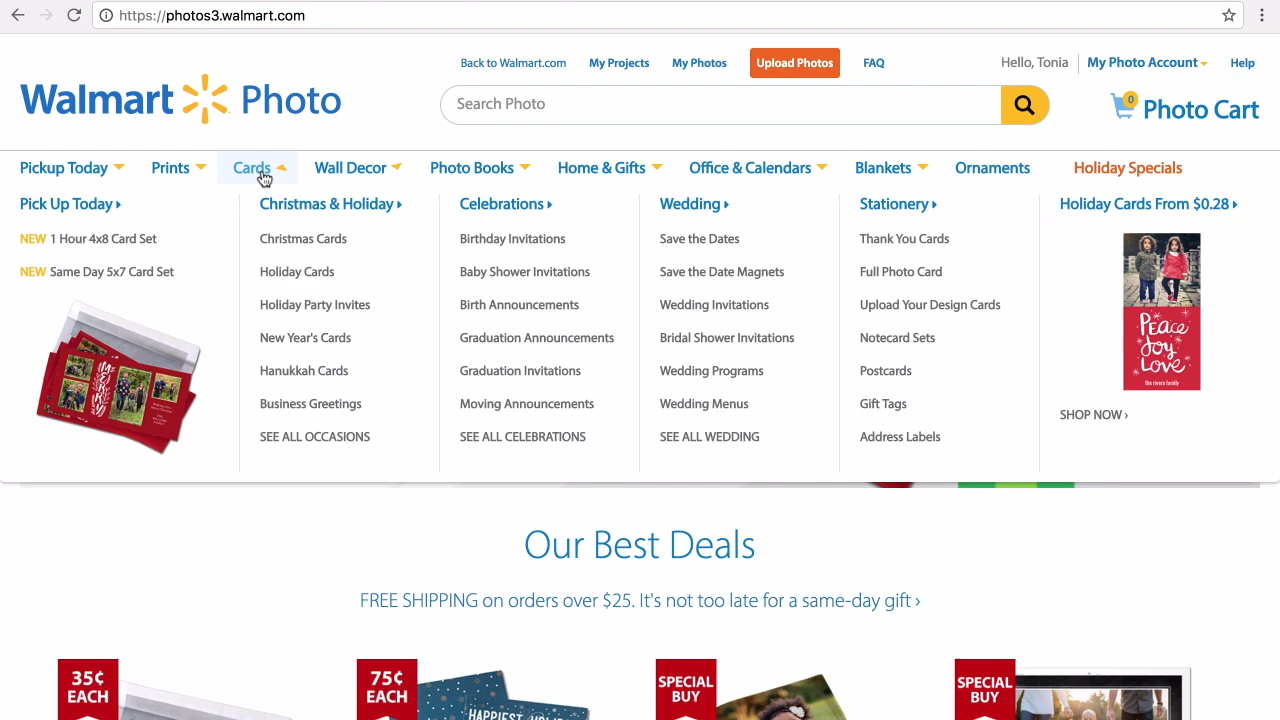 https://photos3.walmart.com
Back to Walmart.com My Projects My Photos Upload Photos FAQ Hello, Tonia My Photo Account Help
Walmart Photo
Search Photo
0 Photo Cart
Pickup Today Prints Cards Wall Decor Photo Books Home & Gifts Office & Calendars Blankets Ornaments Holiday Specials
Pick Up Today
NEW 1 Hour 4x8 Card Set
NEW Same Day 5x7 Card Set
MERRY
Christmas & Holiday
Christmas Cards
Holiday Cards
Holiday Party Invites
New Year's Cards
Hanukkah Cards
Business Greetings
SEE ALL OCCASIONS
Celebrations
Birthday Invitations
Baby Shower Invitations
Birth Announcements
Graduation Announcements
Graduation Invitations
Moving Announcements
SEE ALL CELEBRATIONS
Wedding
Save the Dates
Save the Date Magnets
Wedding Invitations
Bridal Shower Invitations
Wedding Programs
Wedding Menus
SEE ALL WEDDING
Stationery
Thank You Cards
Full Photo Card
Upload Your Design Cards
Notecard Sets
Postcards
Gift Tags
Address Labels
Holiday Cards From $0.28
Peace
Joy
Love
the rivera family
SHOP NOW ›
Our Best Deals
FREE SHIPPING on orders over $25. It's not too late for a same-day gift ›
35¢
EACH
75¢
EACH
HAPPIEST
SPECIAL
BUY
SPECIAL
BUY